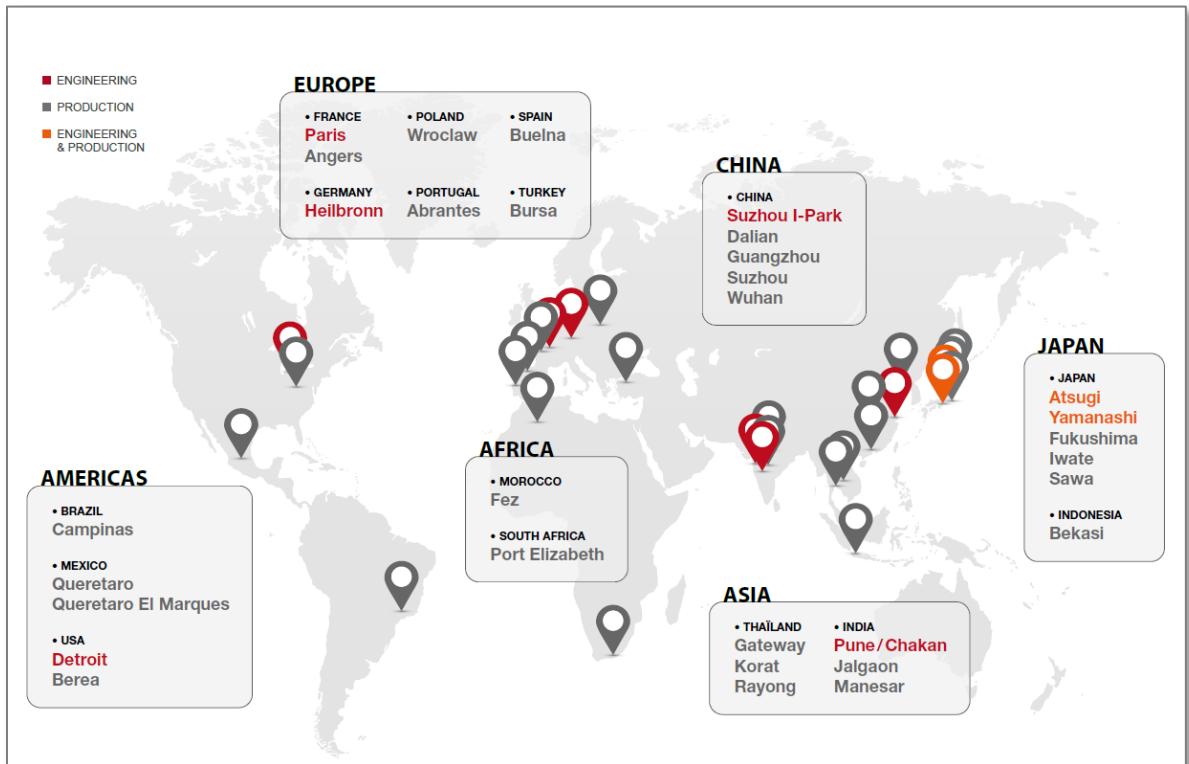 ENGINEERING
PRODUCTION
ENGINEERING
& PRODUCTION
EUROPE
• FRANCE
Paris
Angers
• POLAND
Wroclaw
• SPAIN
Buelna
• GERMANY
Heilbronn
• PORTUGAL
Abrantes
• TURKEY
Bursa
CHINA
• CHINA
Suzhou I-Park
Dalian
Guangzhou
Suzhou
Wuhan
JAPAN
• JAPAN
Atsugi
Yamanashi
Fukushima
Iwate
Sawa
• INDONESIA
Bekasi
AFRICA
• MOROCCO
Fez
• SOUTH AFRICA
Port Elizabeth
AMERICAS
• BRAZIL
Campinas
• MEXICO
Queretaro
Queretaro El Marques
• USA
Detroit
Berea
ASIA
• THAÏLAND
Gateway
Korat
Rayong
• INDIA
Pune/Chakan
Jalgaon
Manesar